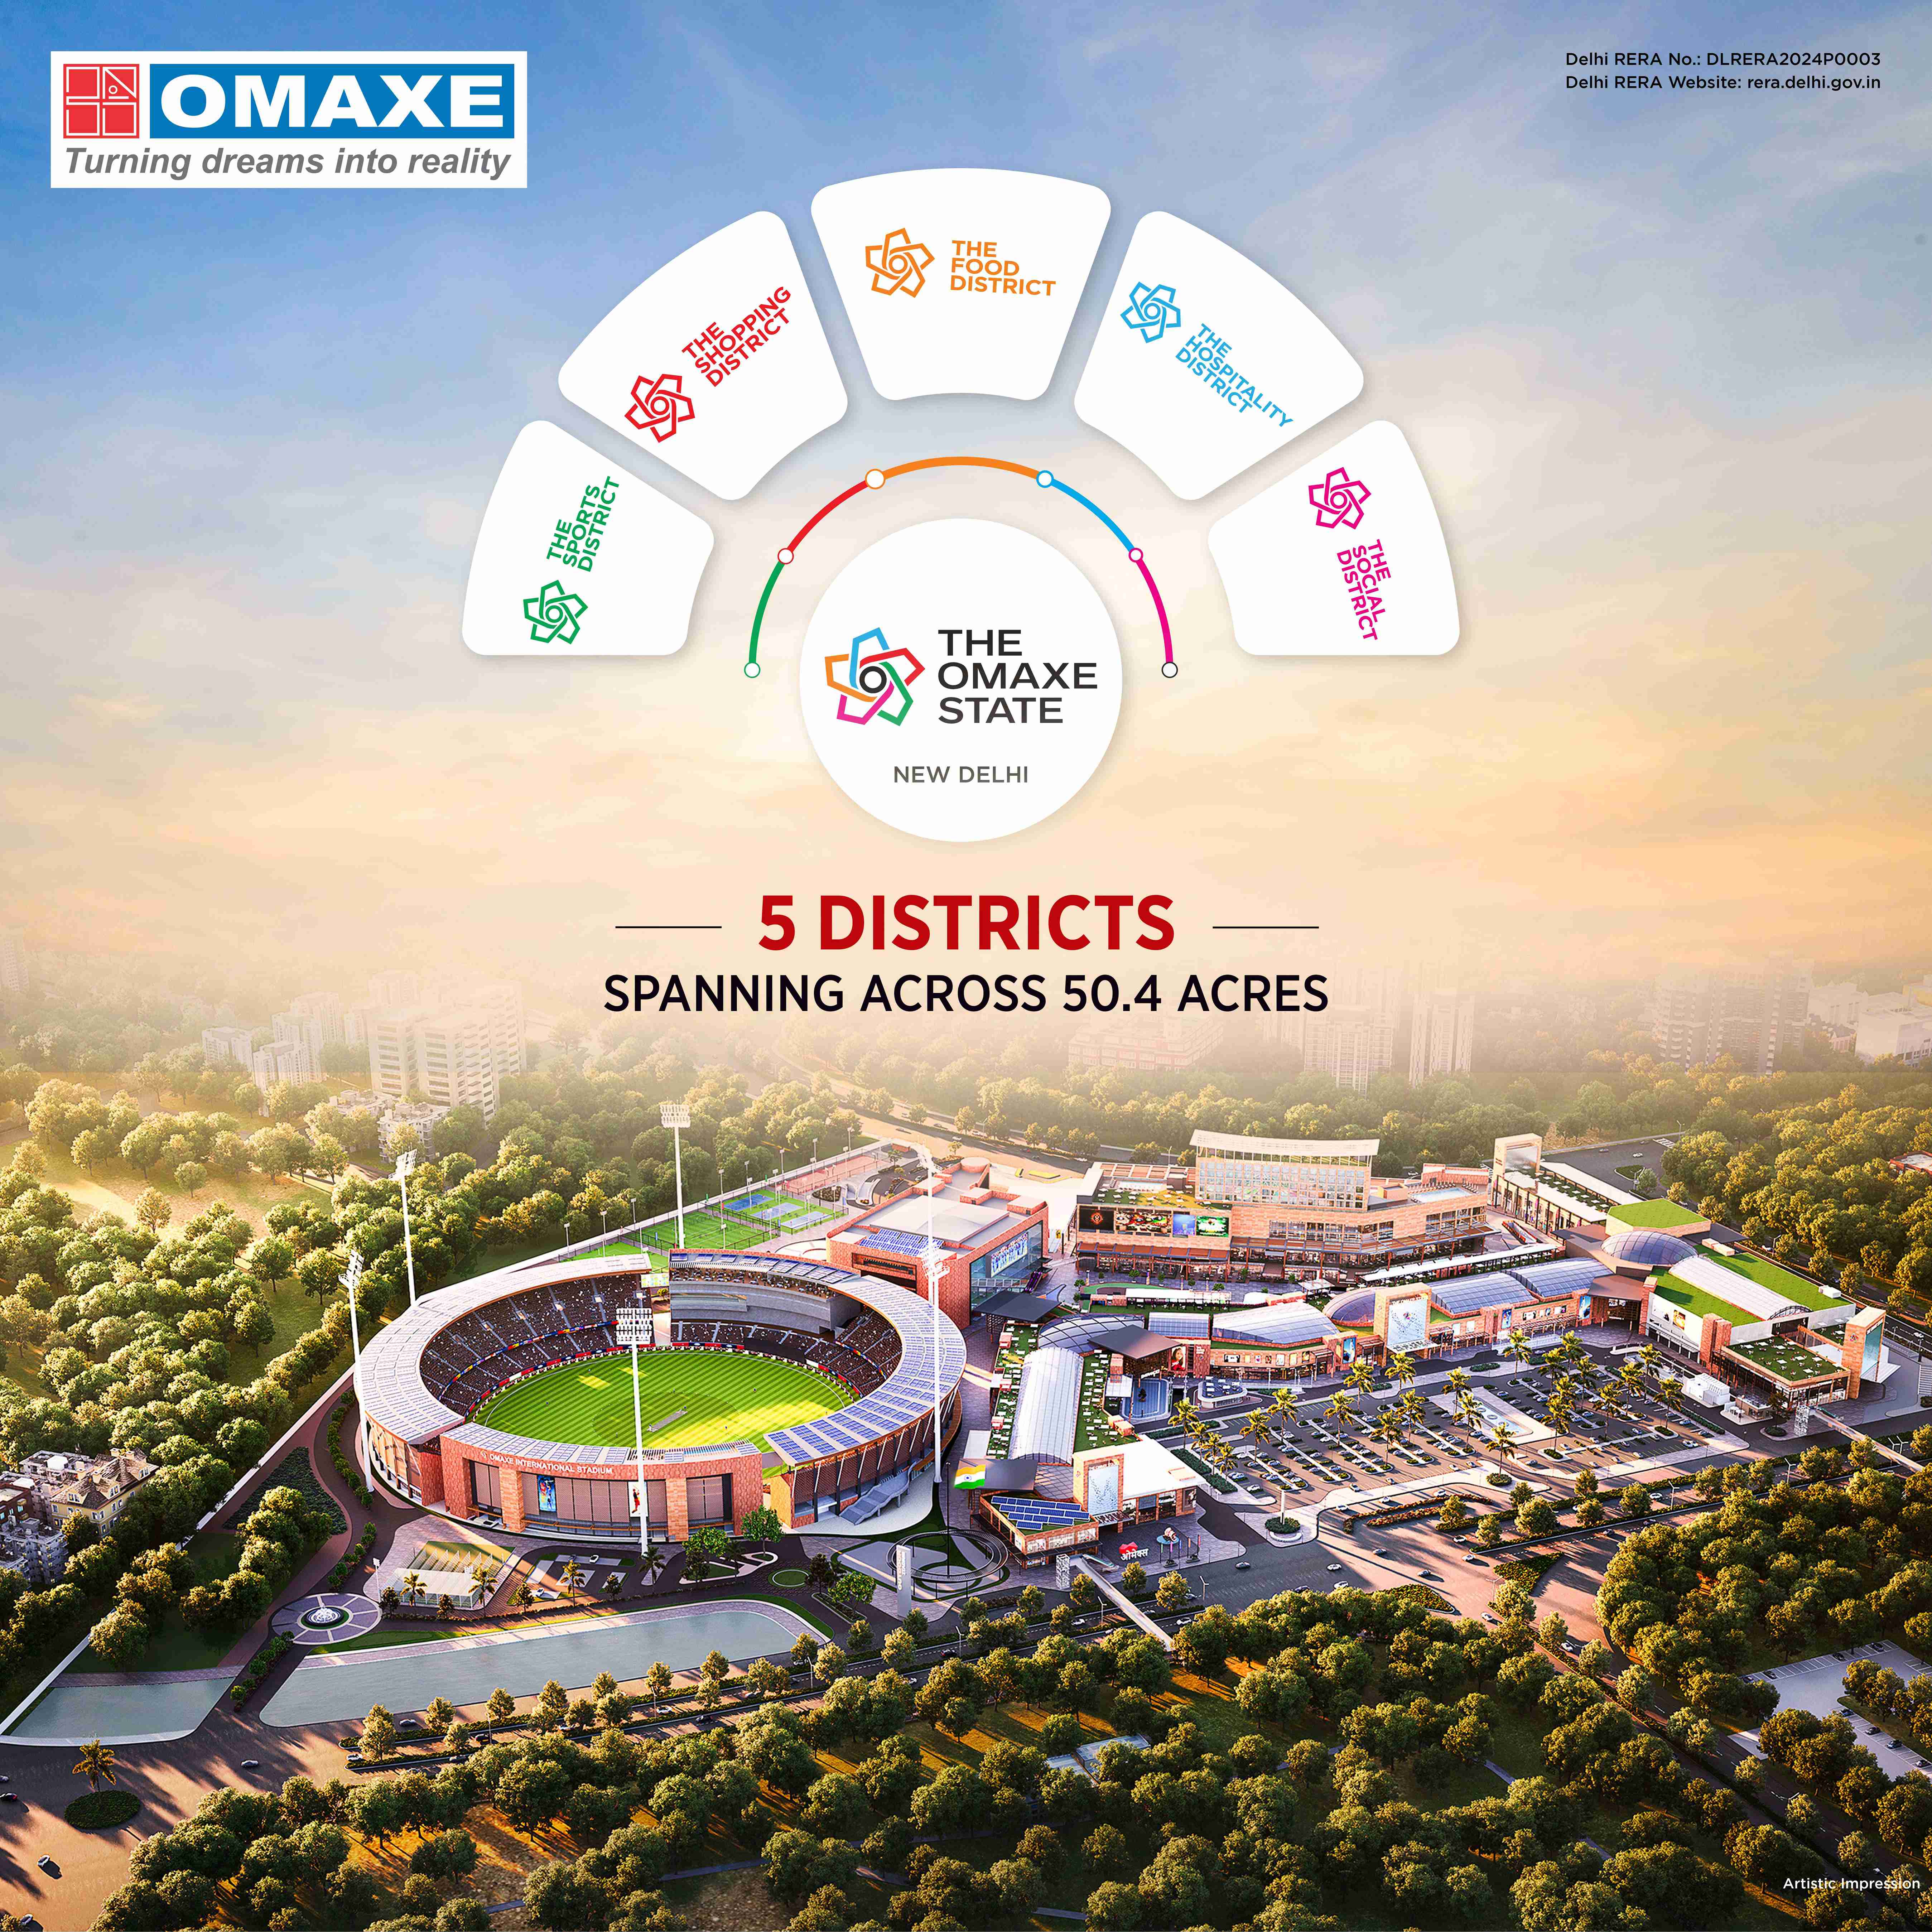 OMAXE
Turning dreams into reality
Delhi RERA No.: DLRERA2024P0003
Delhi RERA Website: rera.delhi.gov.in
THE
SPORTS
DISTRICT
THE
SHOPPING
DISTRICT
THE
FOOD
DISTRICT
THE
HOSPITALITY
DISTRICT
THE
SOCIAL
DISTRICT
THE
OMAXE
STATE
NEW DELHI
5 DISTRICTS
SPANNING ACROSS 50.4 ACRES
OMAXE INTERNATIONAL STADIUM
ओमेक्स
Artistic Impression